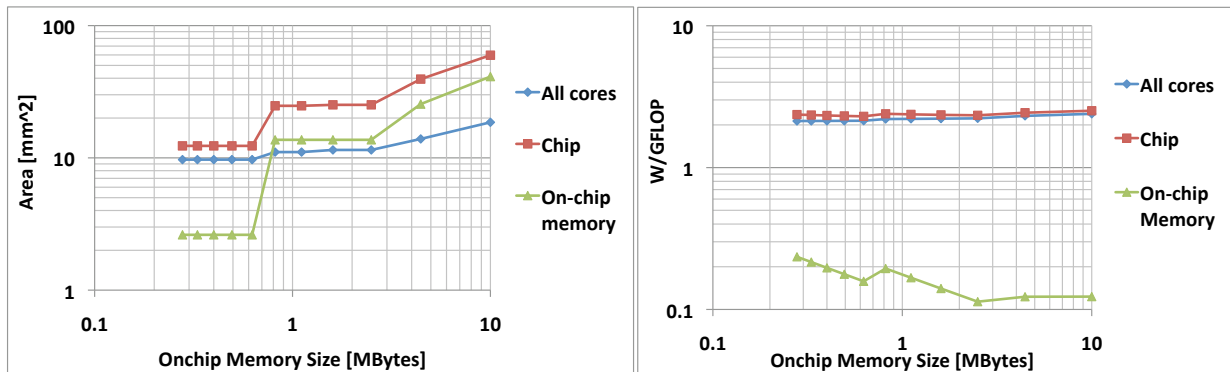 100
10
1
Area [mm^2]
0.1
1
10
Onchip Memory Size [MBytes]
All cores
Chip
On-chip
memory
10
1
0.1
W/GFLOP
0.1
1
10
Onchip Memory Size [MBytes]
All cores
Chip
On-chip
Memory